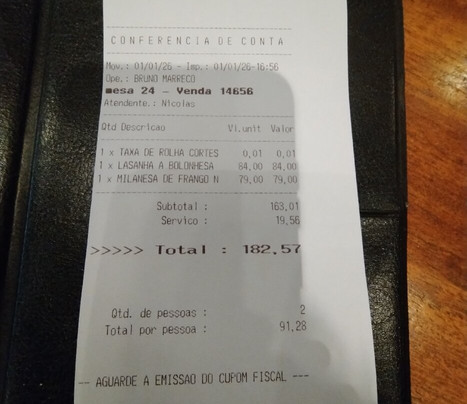 CONFERENCIA DE CONTA
Mov.: 01/01/26 - Imp.: 01/01/26-16:56
Ope.: BRUNO MARRECO
mesa 24 - Venda 14656
Atendente.: Nicolas
Qtd Descricao Vl.unit Valor
1 x TAXA DE ROLHA CORTES 0,01 0,01
1 x LASANHA A BOLONHESA 84,00 84,00
1 x MILANESA DE FRANGO N 79,00 79,00
Subtotal : 163,01
Servico : 19,56
>>>>> Total : 182,57
Qtd. de pessoas : 2
Total por pessoa : 91,28
-- AGUARDE A EMISSAO DO CUPOM FISCAL ---